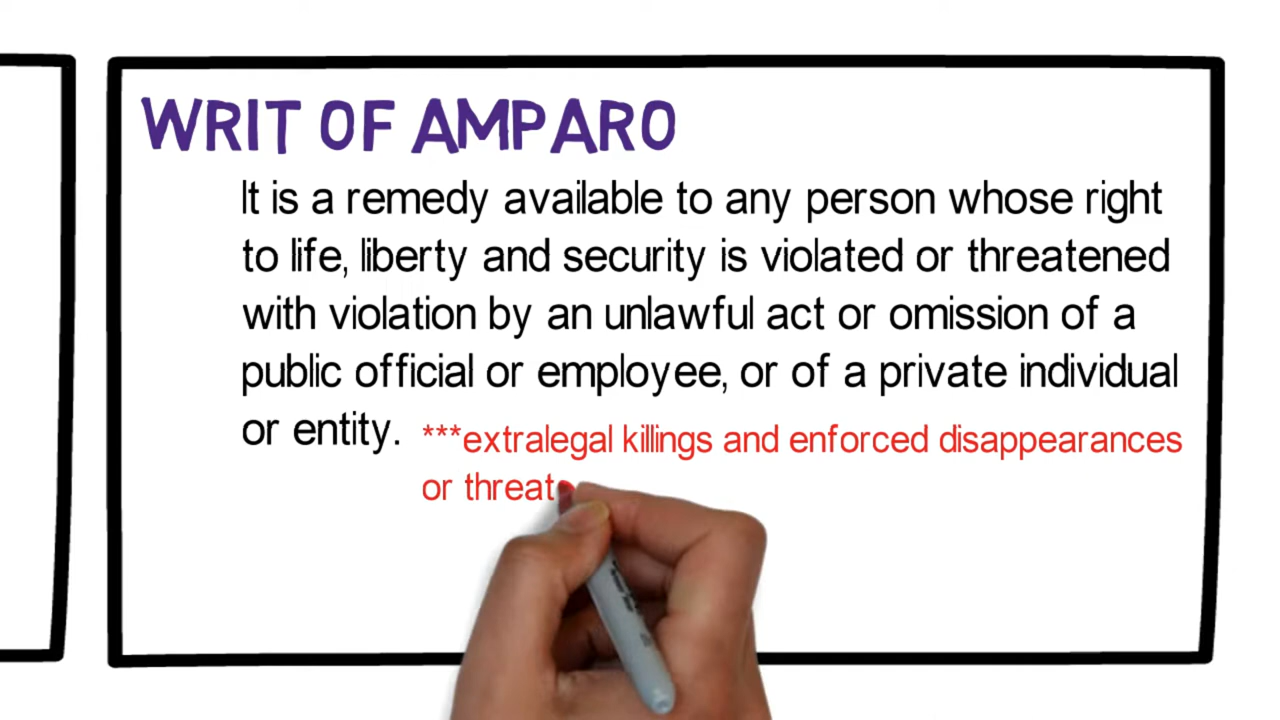 WRIT OF AMPARO
It is a remedy available to any person whose right
to life, liberty and security is violated or threatened
with violation by an unlawful act or omission of a
public official or employee, or of a private individual
or entity.
***extralegal killings and enforced disappearances
or threat